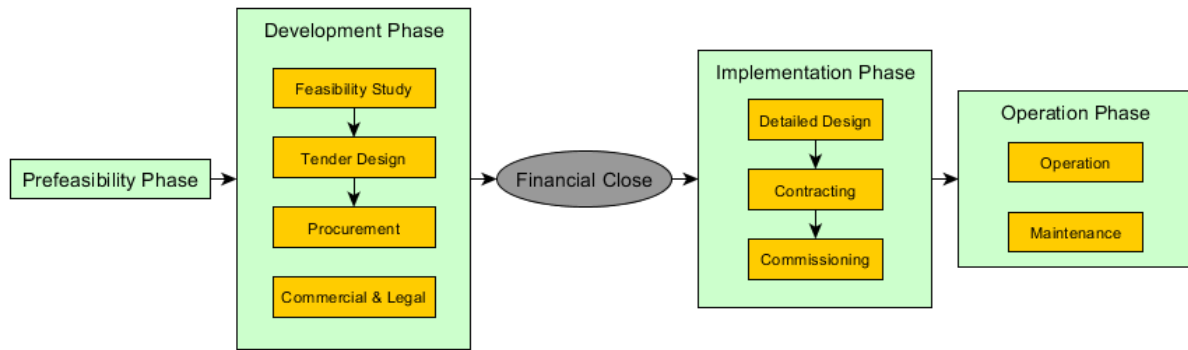 Prefeasibility Phase
Development Phase
Feasibility Study
Tender Design
Procurement
Commercial & Legal
Financial Close
Implementation Phase
Detailed Design
Contracting
Commissioning
Operation Phase
Operation
Maintenance